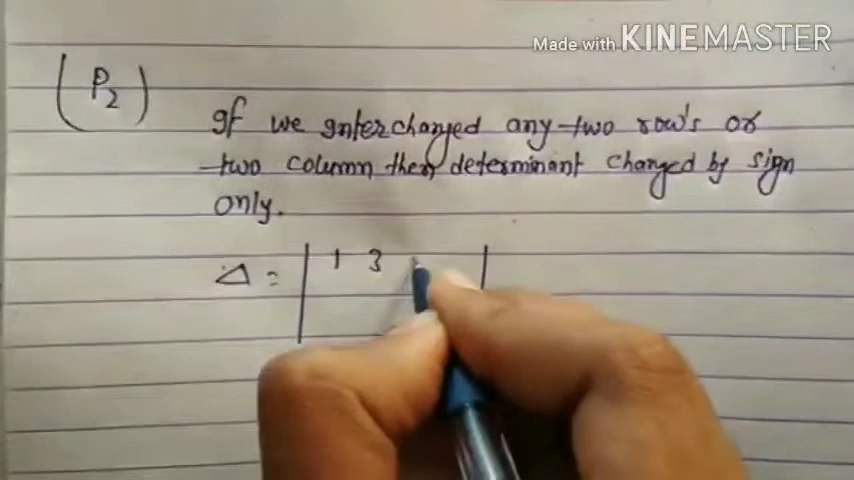 Made with KINEMASTER
(P2)
If we interchanged any two row's or
two column then determinant changed by sign
only.
Δ = | 1 3 |